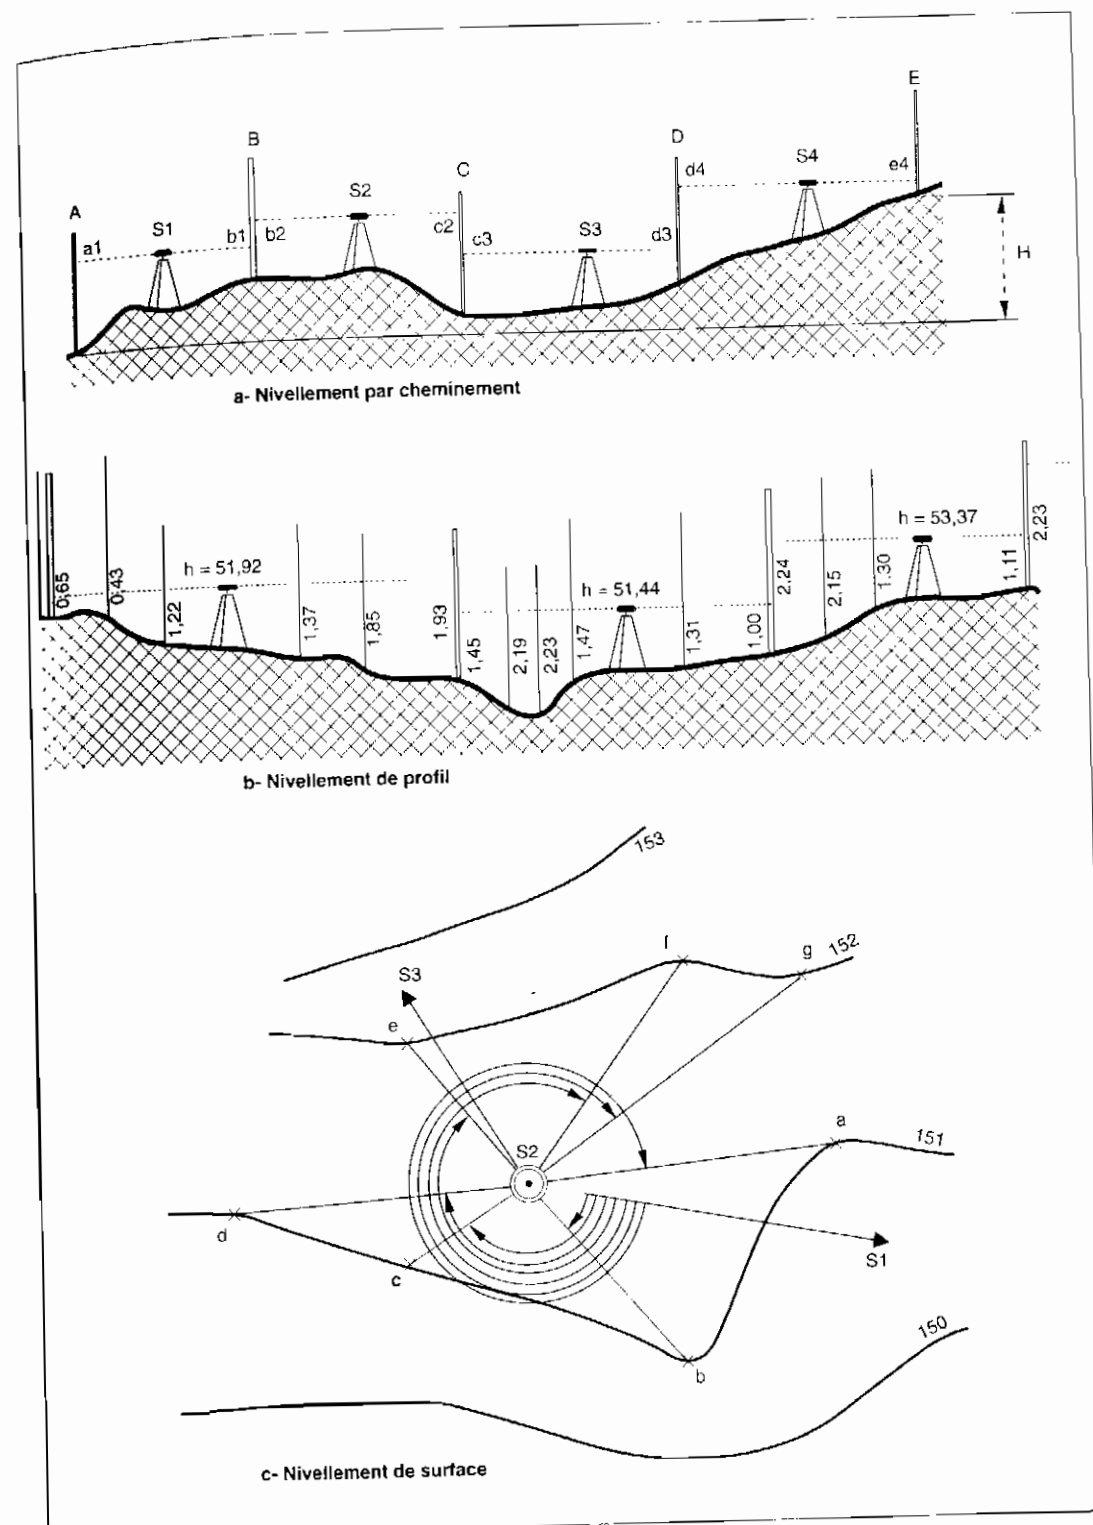 E
B
D
C
S2
S4
d4
e4
A
S1
a1
b1
b2
c2
c3
S3
d3
H
a- Nivellement par cheminement
0,65
0,43
1,22
h = 51,92
1,37
1,85
1,93
1,45
2,19
2,23
1,47
h = 51,44
1,31
1,00
2.24
2,15
1.30
h = 53,37
1,11
2,23
b- Nivellement de profil
153
f
g
152
S3
e
a
151
S2
d
c
S1
150
b
c- Nivellement de surface